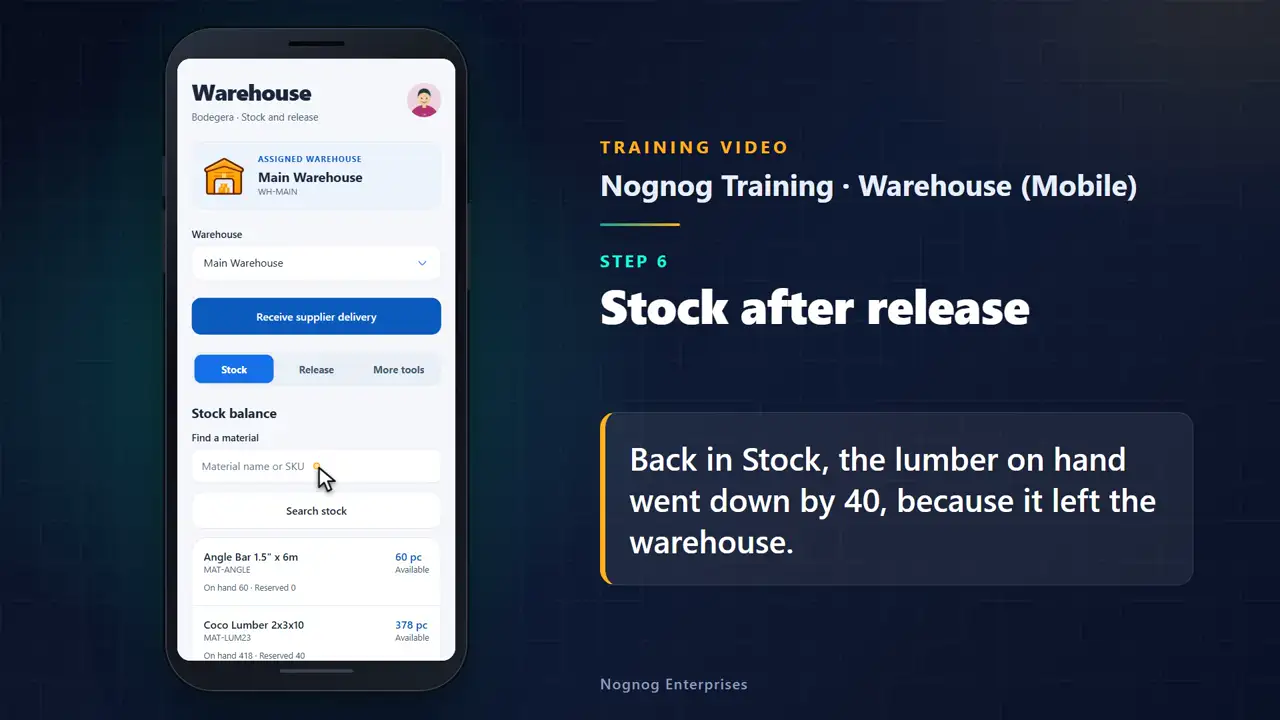 Warehouse
Bodegera · Stock and release
ASSIGNED WAREHOUSE
Main Warehouse
WH-MAIN
Warehouse
Main Warehouse
Receive supplier delivery
Stock
Release
More tools
Stock balance
Find a material
Material name or SKU
Search stock
Angle Bar 1.5" x 6m
60 pc
MAT-ANGLE
Available
On hand 60 · Reserved 0
Coco Lumber 2x3x10
378 pc
MAT-LUM23
Available
On hand 418 · Reserved 40
TRAINING VIDEO
Nognog Training · Warehouse (Mobile)
STEP 6
Stock after release
Back in Stock, the lumber on hand
went down by 40, because it left the
warehouse.
Nognog Enterprises